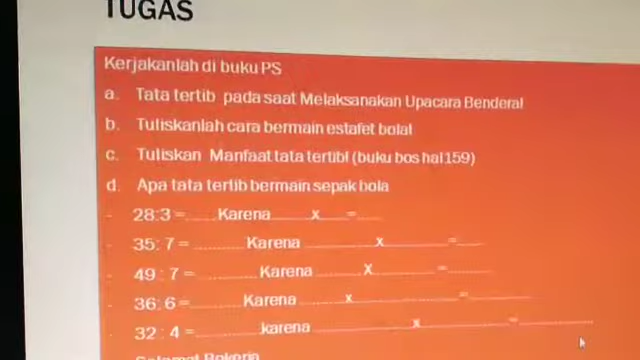 TUGAS
Kerjakanlah di buku PS
a. Tata tertib pada saat Melaksanakan Upacara Bendera!
b. Tuliskanlah cara bermain estafet bola!
c. Tuliskan Manfaat tata tertib! (buku bos hal 159)
d. Apa tata tertib bermain sepak bola
- 28:3 = ......Karena ........x........=......
- 35: 7 = ............Karena ..............x.............=......
- 49 : 7 = ............Karena ............x.............=..........
- 36: 6 = ............Karena ............x.......................=............
- 32 : 4 = ............karena .....................x.....................=...............
Selamat Bekerja